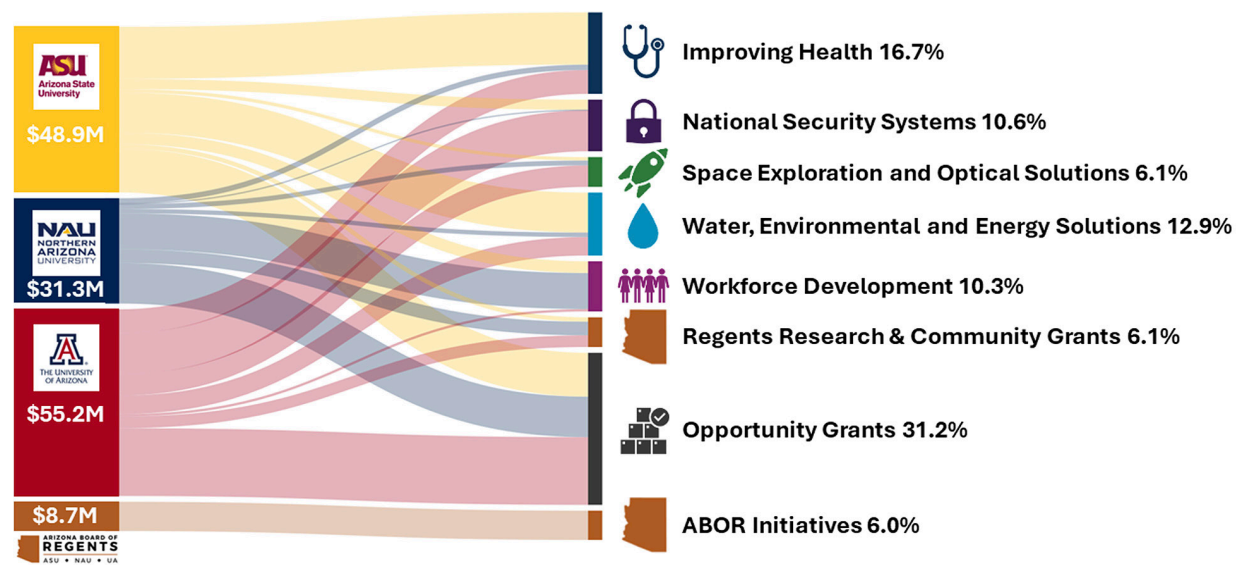 ASU
Arizona State
University
$48.9M
NAU
NORTHERN
ARIZONA
UNIVERSITY
$31.3M
A
THE UNIVERSITY
OF ARIZONA
$55.2M
$8.7M
ARIZONA BOARD OF
REGENTS
ASU • NAU • UA
Improving Health 16.7%
National Security Systems 10.6%
Space Exploration and Optical Solutions 6.1%
Water, Environmental and Energy Solutions 12.9%
Workforce Development 10.3%
Regents Research & Community Grants 6.1%
Opportunity Grants 31.2%
ABOR Initiatives 6.0%